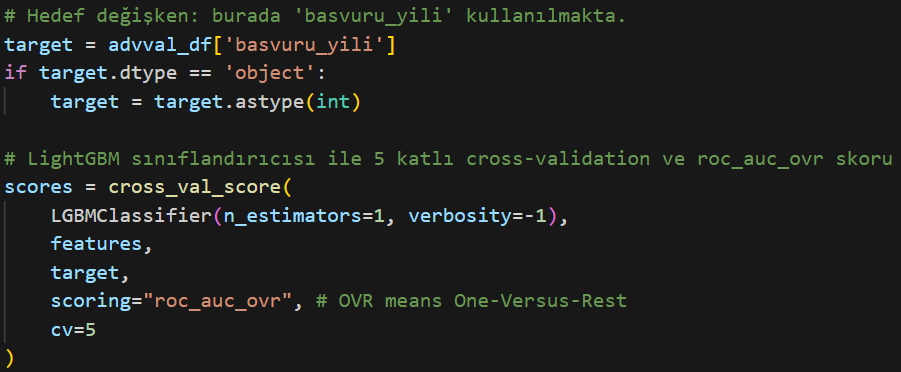 # Hedef değişken: burada 'basvuru_yili' kullanılmakta.
target = advval_df['basvuru_yili']
if target.dtype == 'object':
    target = target.astype(int)

# LightGBM sınıflandırıcısı ile 5 katlı cross-validation ve roc_auc_ovr skoru
scores = cross_val_score(
    LGBMClassifier(n_estimators=1, verbosity=-1),
    features,
    target,
    scoring="roc_auc_ovr", # OVR means One-Versus-Rest
    cv=5
)